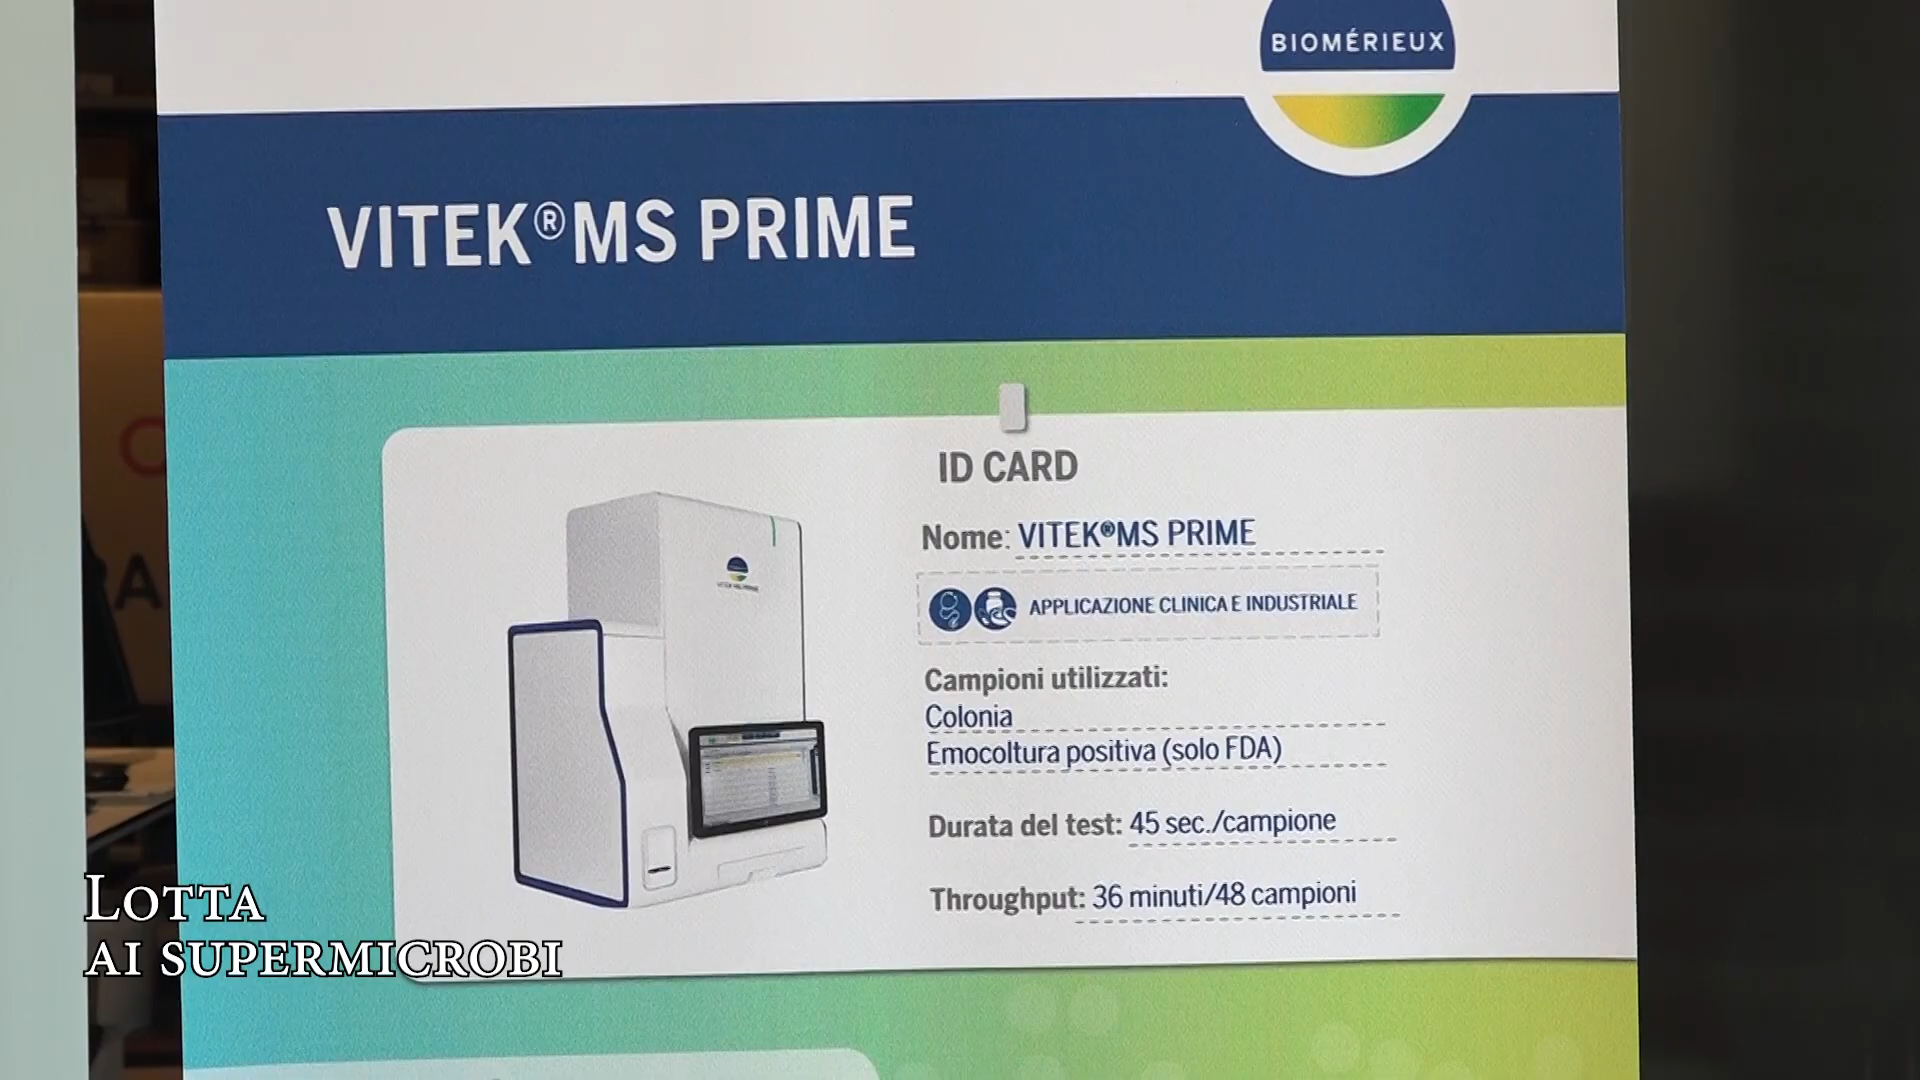 BIOMÉRIEUX
VITEK®MS PRIME
ID CARD
Nome: VITEK®MS PRIME
APPLICAZIONE CLINICA E INDUSTRIALE
Campioni utilizzati:
Colonia
Emocoltura positiva (solo FDA)
Durata del test: 45 sec./campione
Throughput: 36 minuti/48 campioni
LOTTA
AI SUPERMICROBI